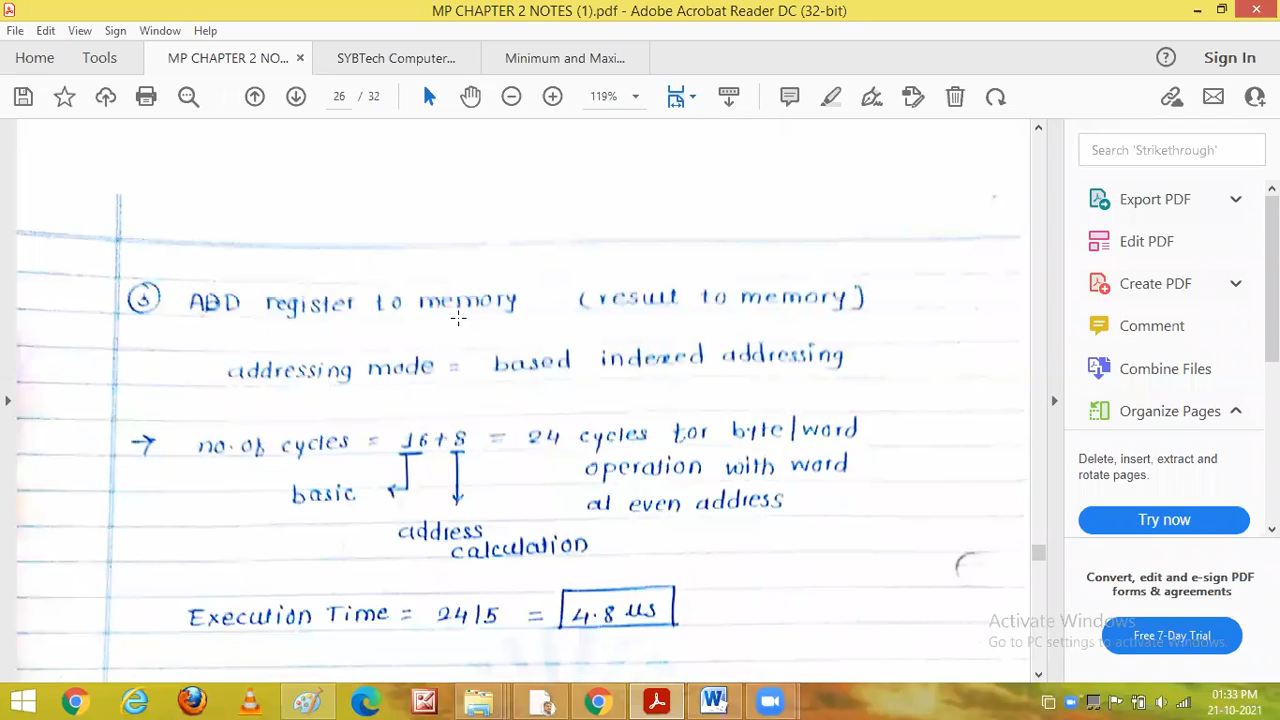 MP CHAPTER 2 NOTES (1).pdf - Adobe Acrobat Reader DC (32-bit)
File Edit View Sign Window Help
Home Tools MP CHAPTER 2 NO... × SYBTech Computer... Minimum and Maxi... Sign In
26 / 32 119%
Search 'Strikethrough'
Export PDF
Edit PDF
Create PDF
Comment
Combine Files
Organize Pages
Delete, insert, extract and
rotate pages.
Try now
Convert, edit and e-sign PDF
forms & agreements
Free 7-Day Trial
ADD register to memory (result to memory)
addressing mode = based indexed addressing
→ no. of cycles = 16+8 = 24 cycles for byte/word
operation with word
basic
at even address
address
calculation
Execution Time = 24/5 = 4.8 us
Activate Windows
Go to PC settings to activate Windows.
01:33 PM
21-10-2021